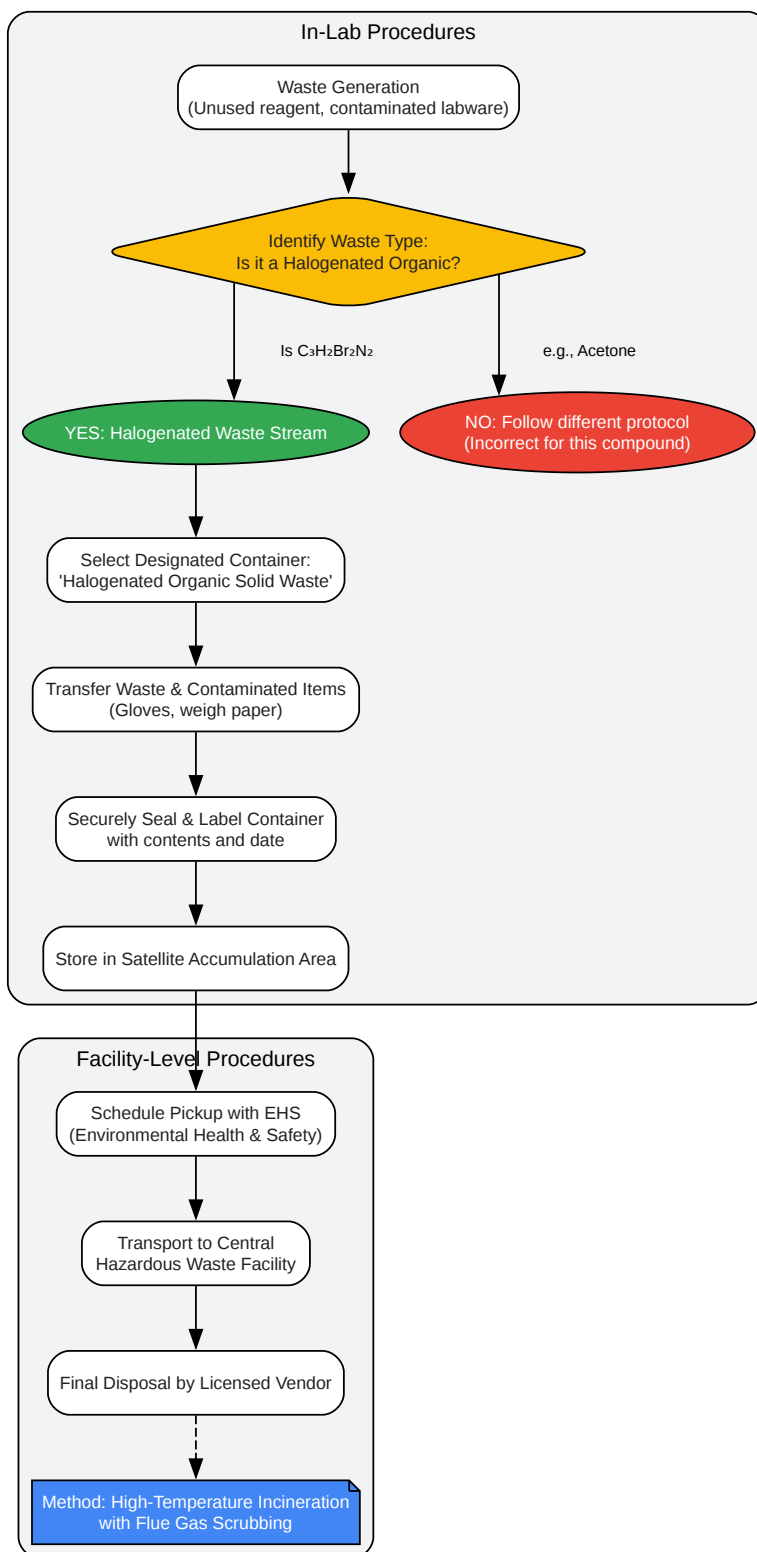 In-Lab Procedures
Waste Generation
(Unused reagent, contaminated labware)
Identify Waste Type:
Is it a Halogenated Organic?
Is C₃H₂Br₂N₂
e.g., Acetone
YES: Halogenated Waste Stream
NO: Follow different protocol
(Incorrect for this compound)
Select Designated Container:
'Halogenated Organic Solid Waste'
Transfer Waste & Contaminated Items
(Gloves, weigh paper)
Securely Seal & Label Container
with contents and date
Store in Satellite Accumulation Area
Facility-Level Procedures
Schedule Pickup with EHS
(Environmental Health & Safety)
Transport to Central
Hazardous Waste Facility
Final Disposal by Licensed Vendor
Method: High-Temperature Incineration
with Flue Gas Scrubbing